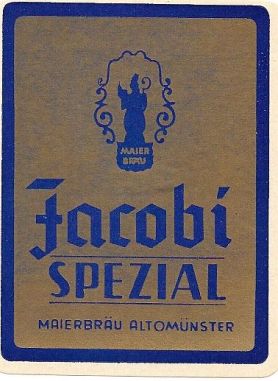 MAIER
BRÄU
Jacobi
SPEZIAL
MAIERBRÄU ALTOMÜNSTER